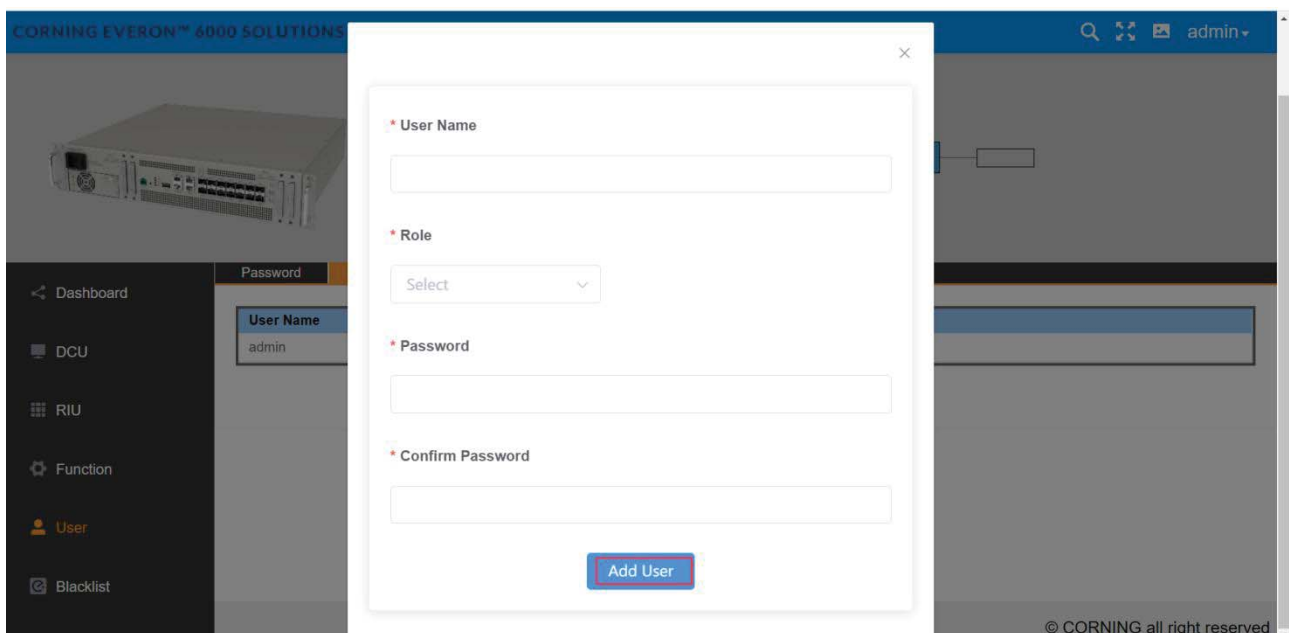 CORNING EVERON™ 6000 SOLUTIONS
admin
* User Name
* Role
Select
* Password
* Confirm Password
Add User
Password
User Name
admin
Dashboard
DCU
RIU
Function
User
Blacklist
© CORNING all right reserved